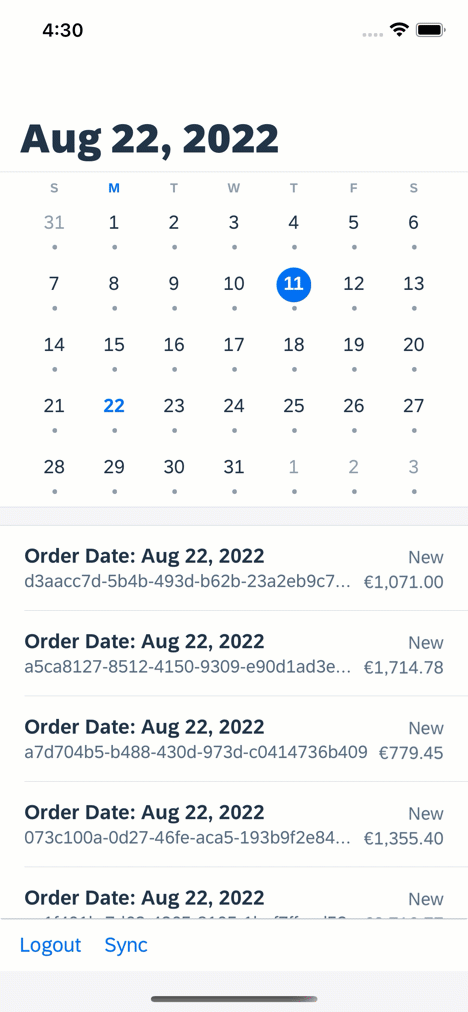 4:30
Aug 22, 2022
S M T W T F S
31 1 2 3 4 5 6
7 8 9 10 11 12 13
14 15 16 17 18 19 20
21 22 23 24 25 26 27
28 29 30 31 1 2 3
Order Date: Aug 22, 2022 New
d3aacc7d-5b4b-493d-b62b-23a2eb9c7... €1,071.00
Order Date: Aug 22, 2022 New
a5ca8127-8512-4150-9309-e90d1ad3e... €1,714.78
Order Date: Aug 22, 2022 New
a7d704b5-b488-430d-973d-c0414736b409 €779.45
Order Date: Aug 22, 2022 New
073c100a-0d27-46fe-aca5-193b9f2e84... €1,355.40
Order Date: Aug 22, 2022 New
Logout Sync